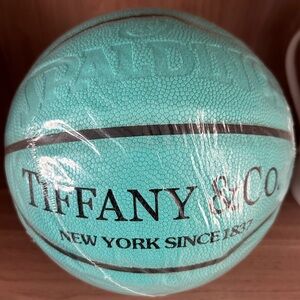 SPALDING
TIFFANY & CO.
NEW YORK SINCE 1837